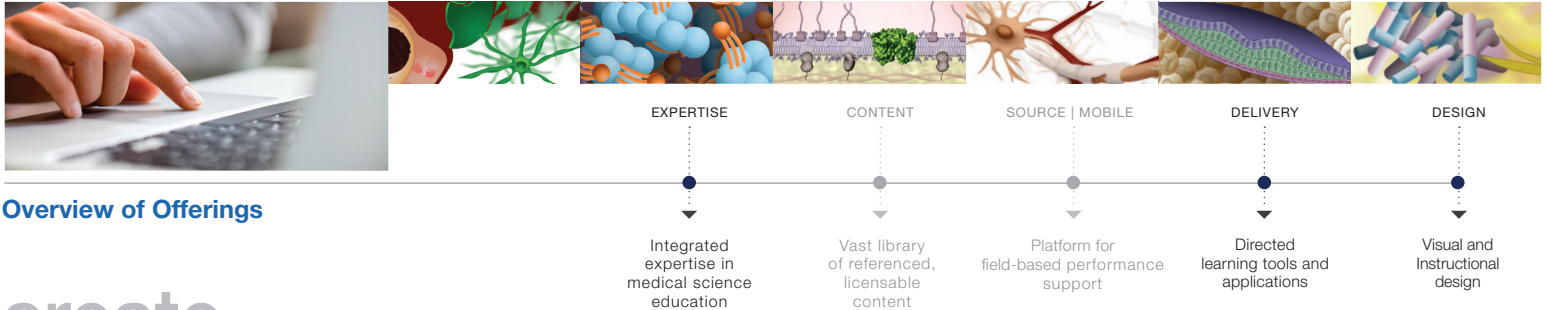 EXPERTISE
CONTENT
SOURCE | MOBILE
DELIVERY
DESIGN
Overview of Offerings
Integrated
expertise in
medical science
education
Vast library
of referenced,
licensable
content
Platform for
field-based performance
support
Directed
learning tools and
applications
Visual and
Instructional
design
create